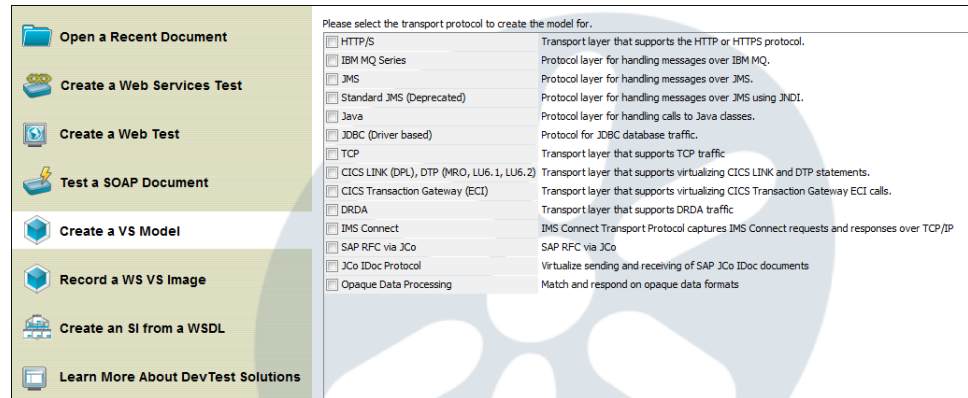 Open a Recent Document
Create a Web Services Test
Create a Web Test
Test a SOAP Document
Create a VS Model
Record a WS VS Image
Create an SI from a WSDL
Learn More About DevTest Solutions
Please select the transport protocol to create the model for.
HTTP/S Transport layer that supports the HTTP or HTTPS protocol.
IBM MQ Series Protocol layer for handling messages over IBM MQ.
JMS Protocol layer for handling messages over JMS.
Standard JMS (Deprecated) Protocol layer for handling messages over JMS using JNDI.
Java Protocol layer for handling calls to Java classes.
JDBC (Driver based) Protocol for JDBC database traffic.
TCP Transport layer that supports TCP traffic
CICS LINK (DPL), DTP (MRO, LU6.1, LU6.2) Transport layer that supports virtualizing CICS LINK and DTP statements.
CICS Transaction Gateway (ECI) Transport layer that supports virtualizing CICS Transaction Gateway ECI calls.
DRDA Transport layer that supports DRDA traffic
IMS Connect IMS Connect Transport Protocol captures IMS Connect requests and responses over TCP/IP
SAP RFC via JCo SAP RFC via JCo
JCo IDoc Protocol Virtualize sending and receiving of SAP JCo IDoc documents
Opaque Data Processing Match and respond on opaque data formats